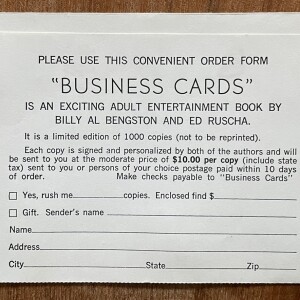 PLEASE USE THIS CONVENIENT ORDER FORM
"BUSINESS CARDS"
IS AN EXCITING ADULT ENTERTAINMENT BOOK BY
BILLY AL BENGSTON AND ED RUSCHA.
It is a limited edition of 1000 copies (not to be reprinted).
Each copy is signed and personalized by both of the authors and will
be sent to you at the moderate price of $10.00 per copy (include state
tax) sent to you or persons of your choice postage paid within 10 days
of order. Make checks payable to "Business Cards"
Yes, rush me copies. Enclosed find $
Gift. Sender's name
Name
Address
City State Zip